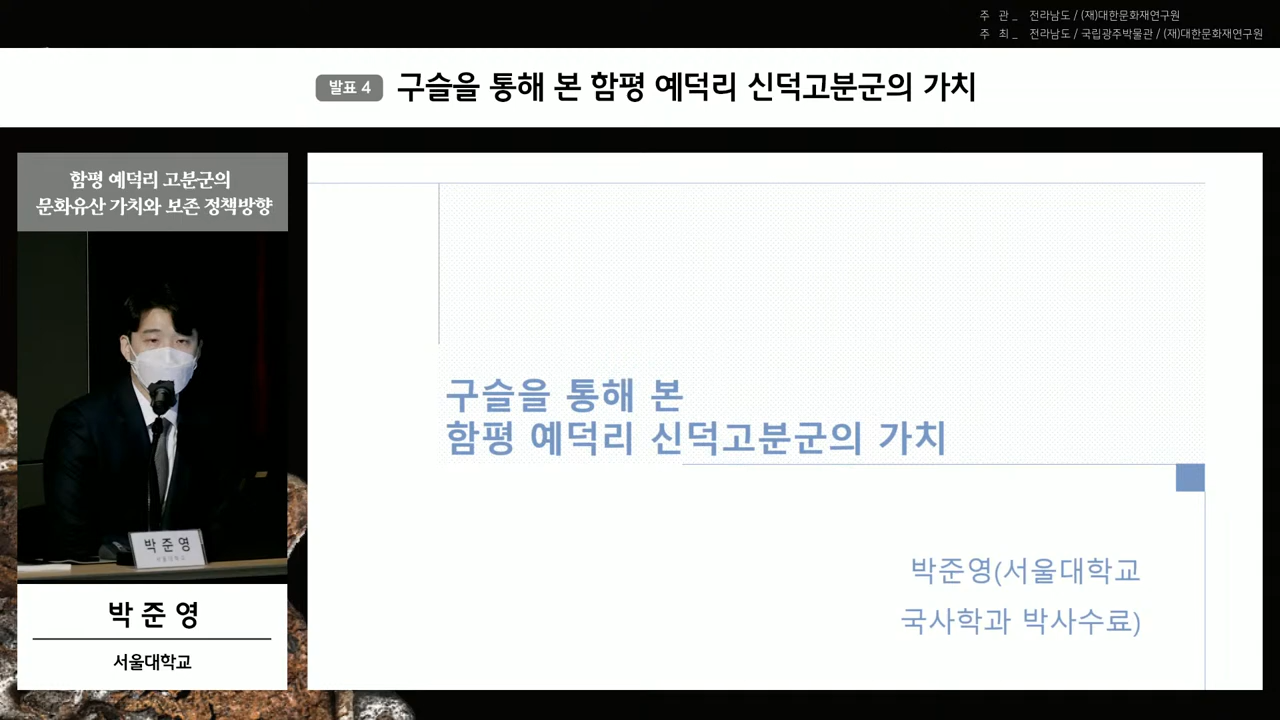 주 관 _ 전라남도 / (재)대한문화재연구원
주 최 _ 전라남도 / 국립광주박물관 / (재)대한문화재연구원
발표 4 구슬을 통해 본 함평 예덕리 신덕고분군의 가치
함평 예덕리 고분군의
문화유산 가치와 보존 정책방향
구슬을 통해 본
함평 예덕리 신덕고분군의 가치
박준영(서울대학교
국사학과 박사수료)
박 준 영
서울대학교
박 준 영
서울대학교